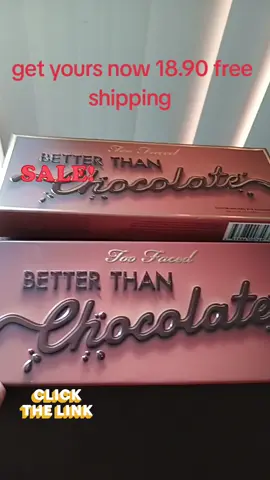 get yours now 18.90 free
shipping
Too Faced
BETTER THAN
SALE!
Chocolate
Too Faced
BETTER THAN
Chocolate
CLICK
THE LINK